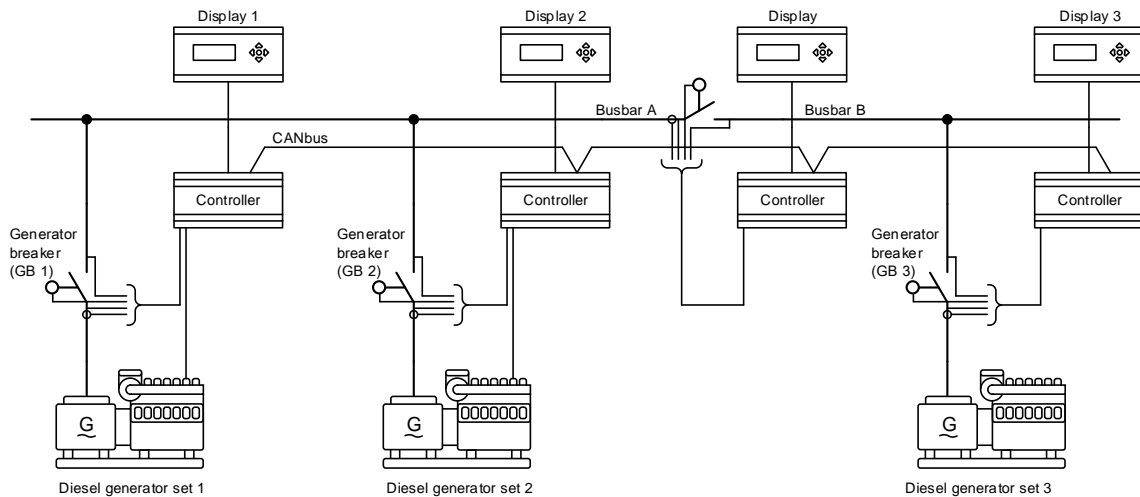 Display 1
Display 2
Display
Display 3
Busbar A
Busbar B
CANbus
Controller
Controller
Controller
Controller
Generator
breaker
(GB 1)
Generator
breaker
(GB 2)
Generator
breaker
(GB 3)
G
G
G
Diesel generator set 1
Diesel generator set 2
Diesel generator set 3